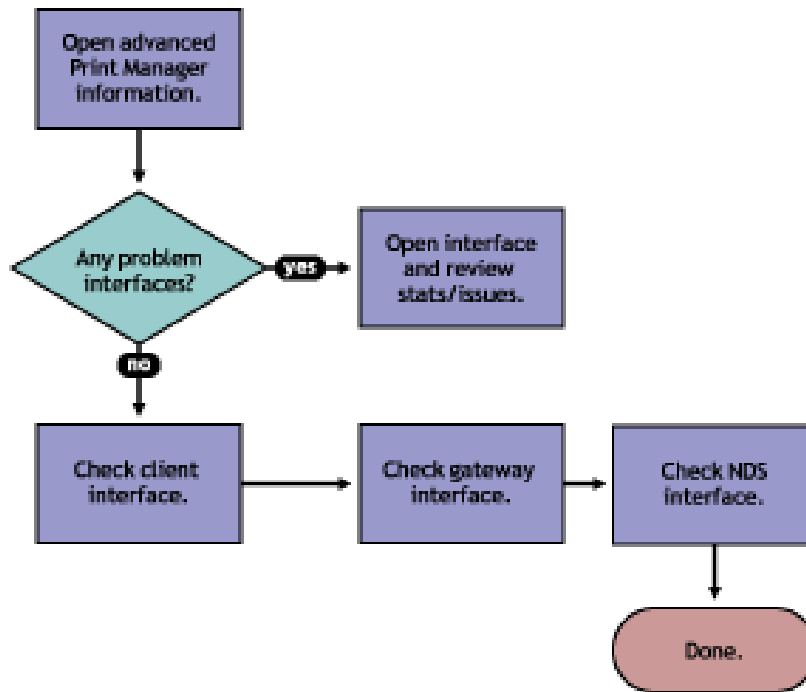 Open advanced
Print Manager
information.
Any problem
interfaces?
yes
Open interface
and review
stats/issues.
no
Check client
interface.
Check gateway
interface.
Check NDS
interface.
Done.